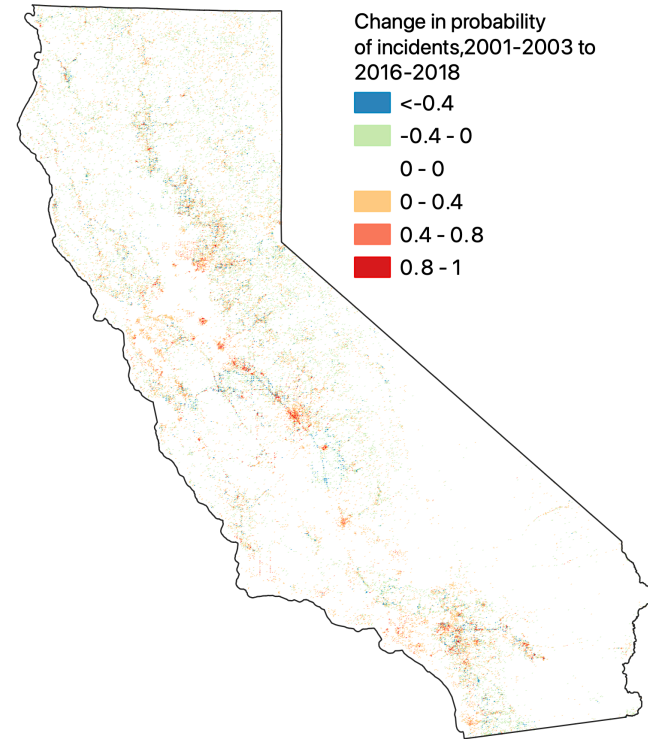 Change in probability
of incidents,2001-2003 to
2016-2018
<-0.4
-0.4 - 0
0 - 0
0 - 0.4
0.4 - 0.8
0.8 - 1